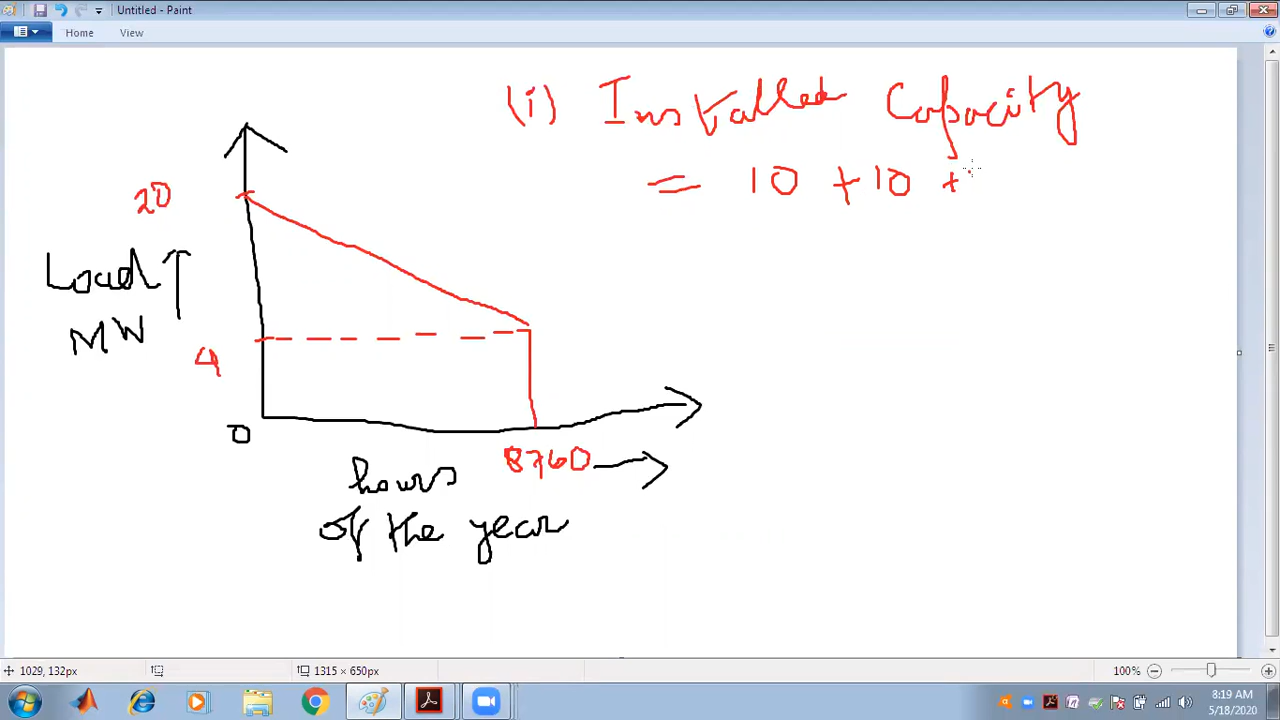 Untitled - Paint
Home View
(i) Installed Capacity
= 10 + 10 +
20
Load ↑
MW
4
0
8760 →
hours
of the year
1029, 132px
1315 × 650px
100%
8:19 AM
5/18/2020